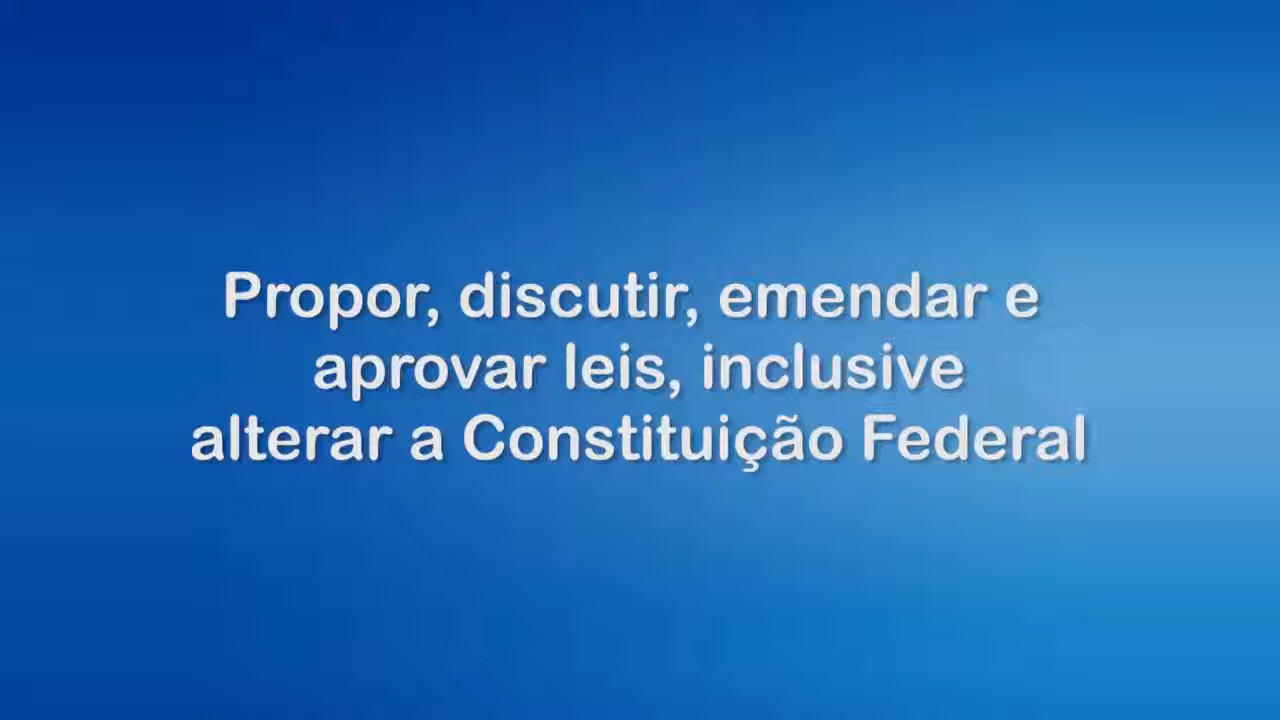 Propor, discutir, emendar e
aprovar leis, inclusive
alterar a Constituição Federal